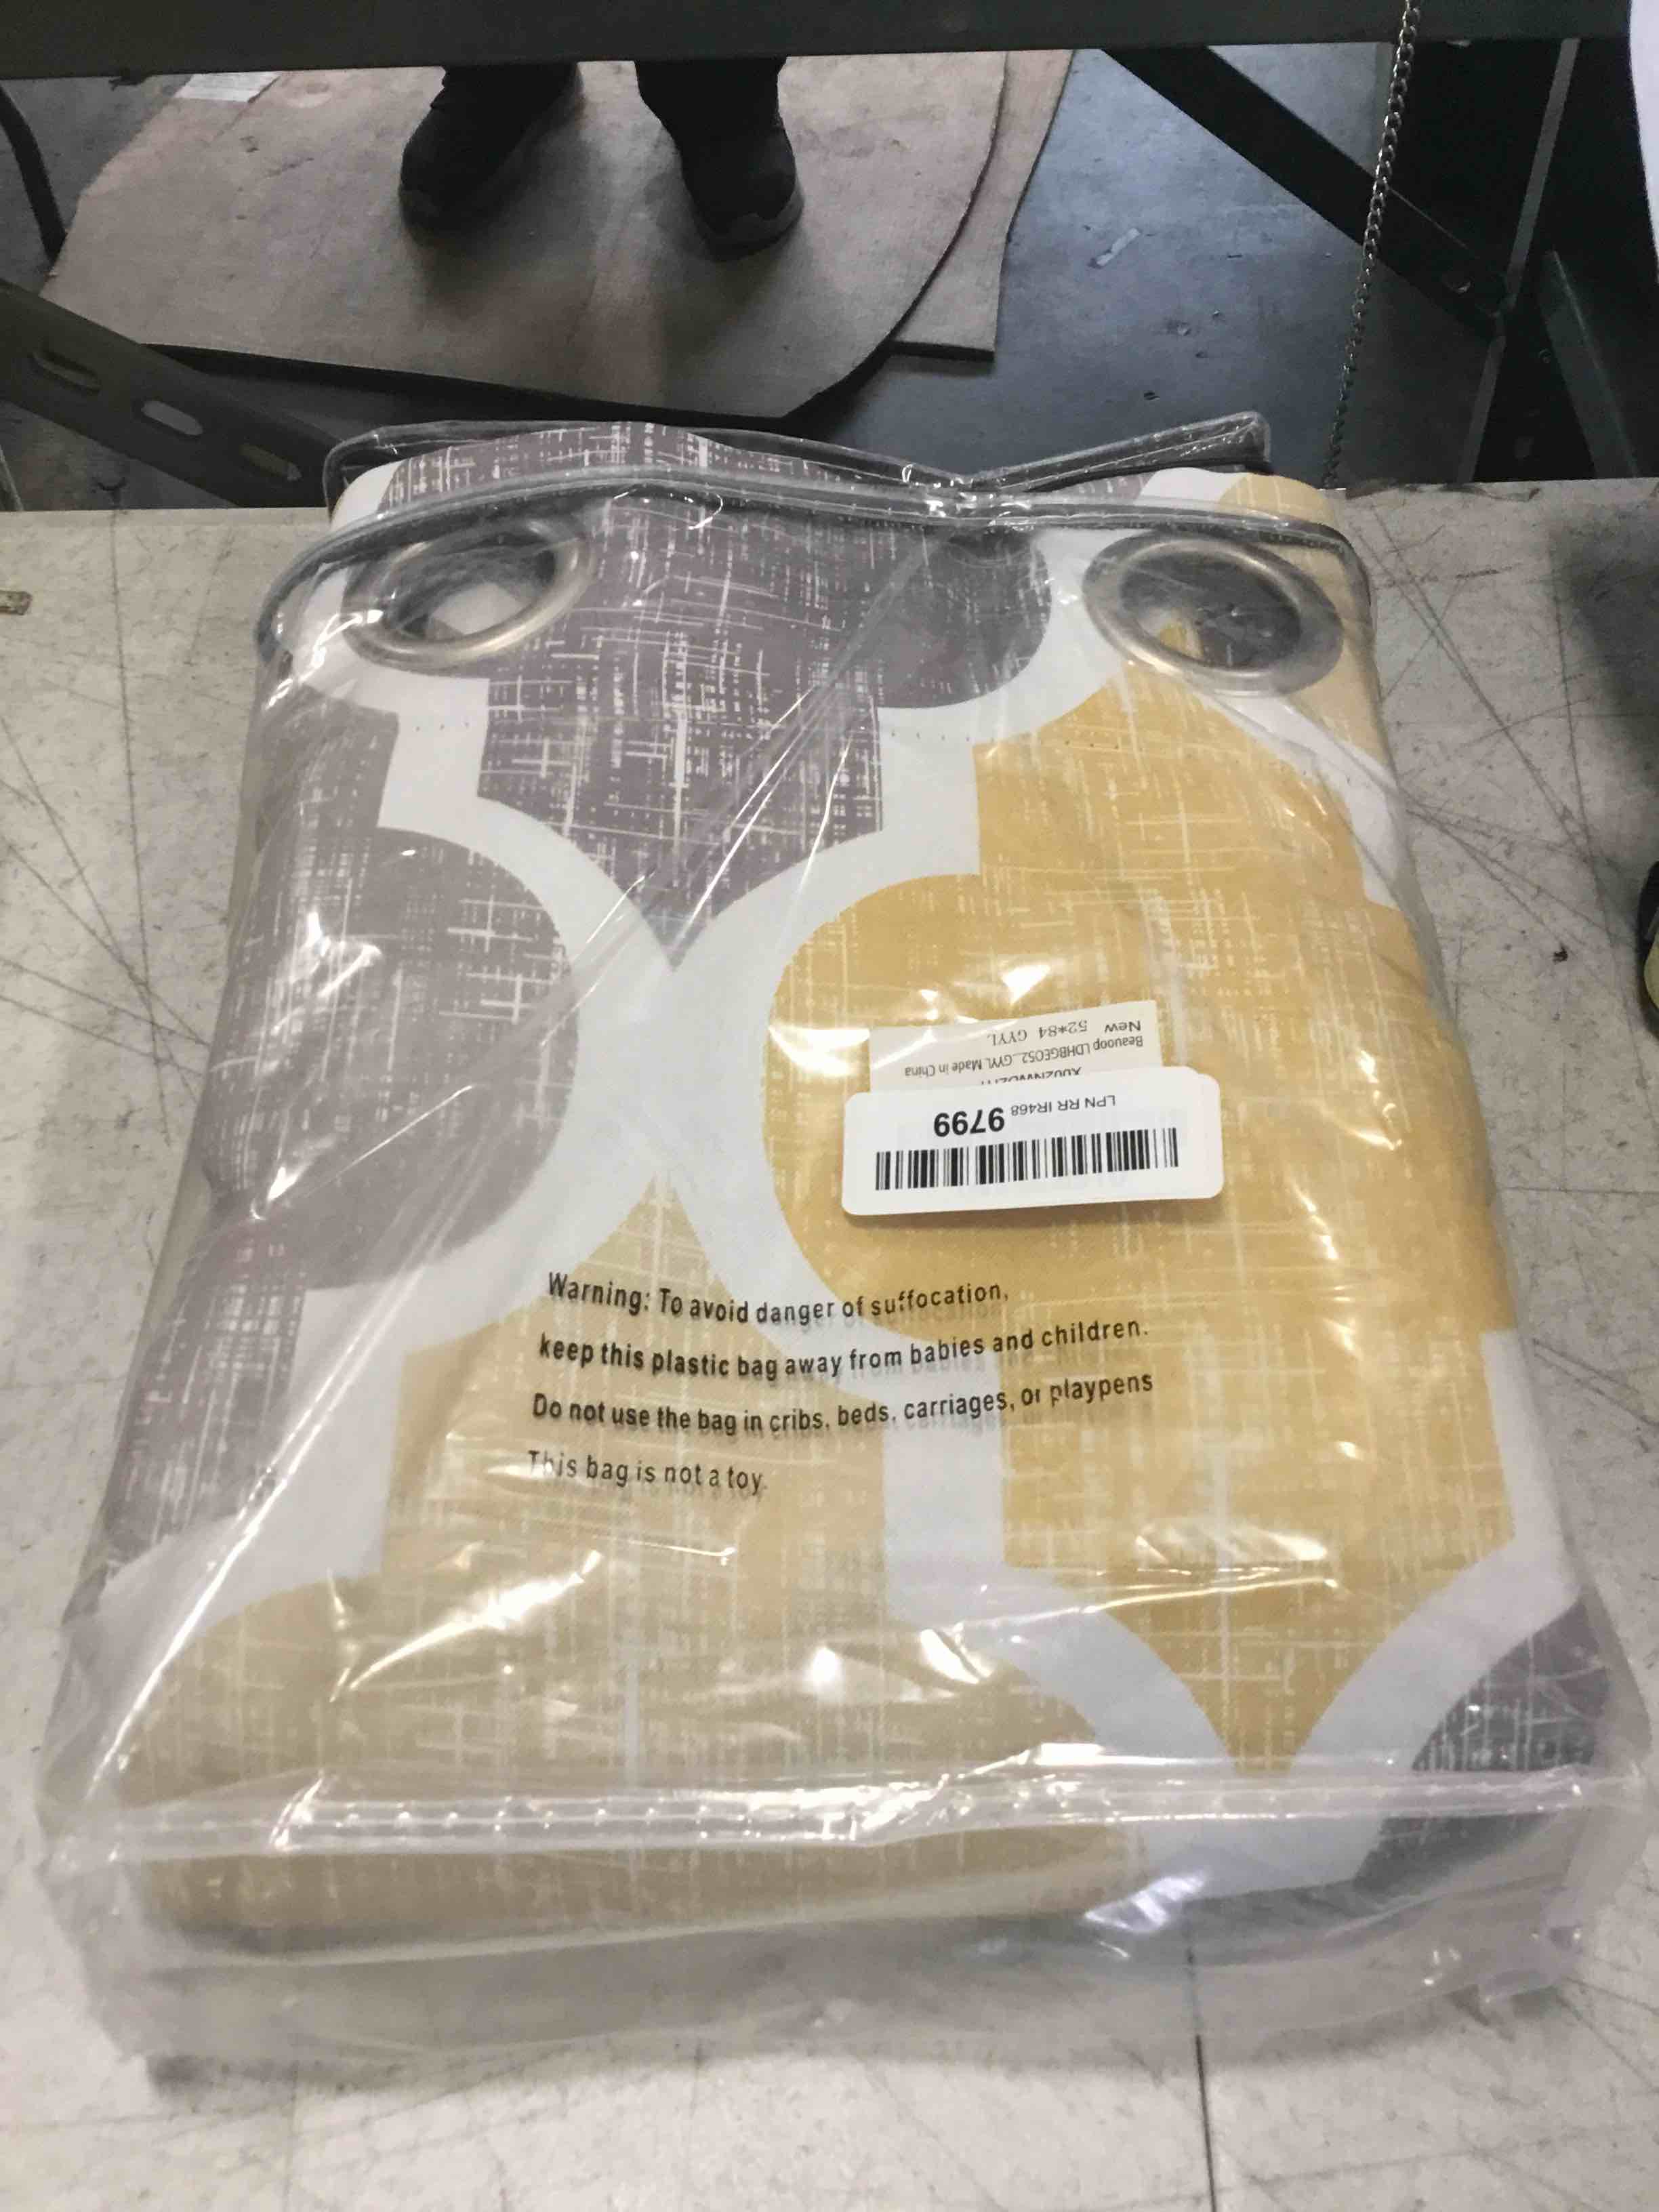 New 52*84 GYYL
Beauoop LDHBGEO52...GYYL Made in China
LPN RR IR468 9799
Warning: To avoid danger of suffocation,
keep this plastic bag away from babies and children.
Do not use the bag in cribs, beds, carriages, or playpens
This bag is not a toy.